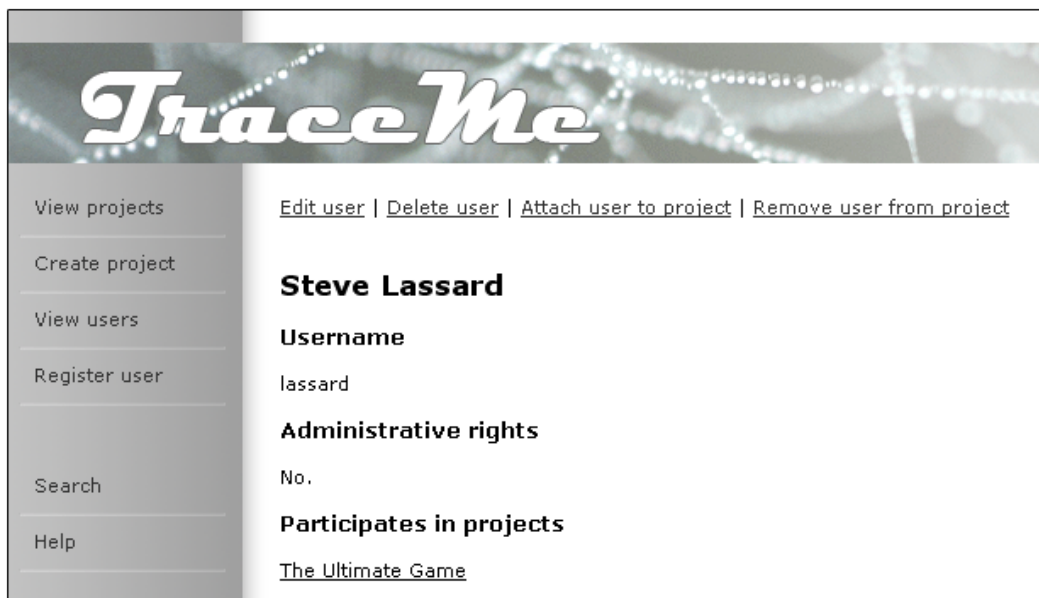 TraceMe
View projects
Create project
View users
Register user
Search
Help
Edit user | Delete user | Attach user to project | Remove user from project
Steve Lassard
Username
lassard
Administrative rights
No.
Participates in projects
The Ultimate Game